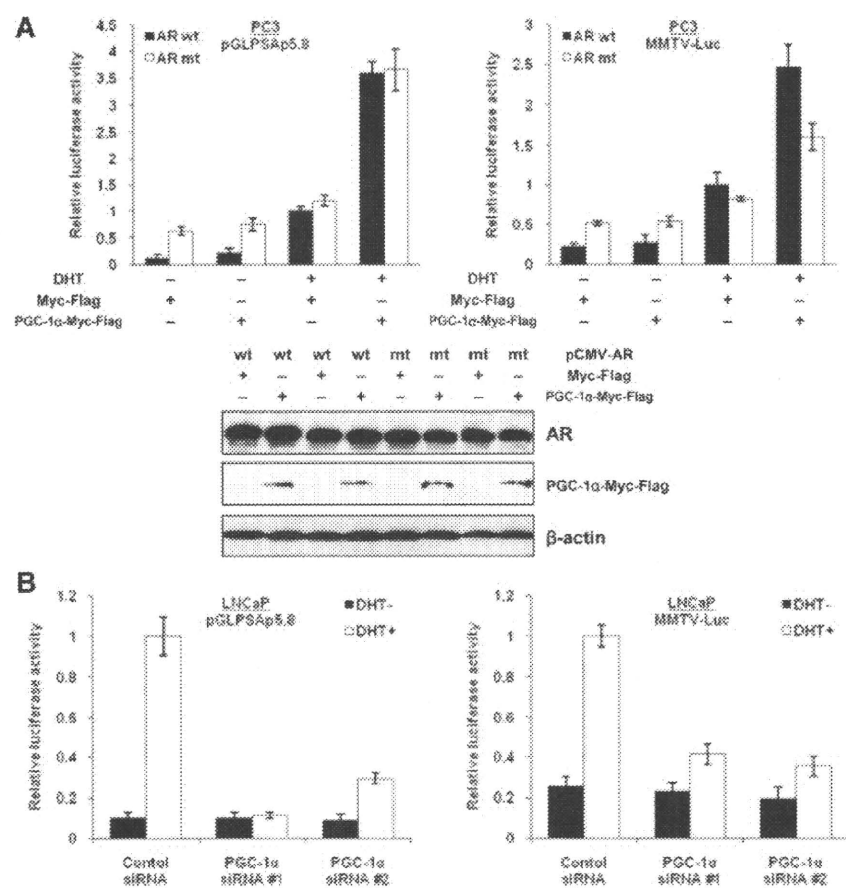 A
PC3
pGLPSAp5.8
AR wt
AR mt
Relative luciferase activity
4.5
4
3.5
3
2.5
2
1.5
1
0.5
0
DHT – – + +
Myc-Flag + – + –
PGC-1α-Myc-Flag – + – +
PC3
MMTV-Luc
AR wt
AR mt
Relative luciferase activity
3
2.5
2
1.5
1
0.5
0
DHT – – + +
Myc-Flag + – + –
PGC-1α-Myc-Flag – + – +
wt wt wt wt mt mt mt mt pCMV-AR
+ – + – + – + – Myc-Flag
– + – + – + – + PGC-1α-Myc-Flag
AR
PGC-1α-Myc-Flag
β-actin
B
LNCaP
pGLPSAp5.8
DHT-
DHT+
Relative luciferase activity
1.2
1
0.8
0.6
0.4
0.2
0
Contol siRNA
PGC-1α siRNA #1
PGC-1α siRNA #2
LNCaP
MMTV-Luc
DHT-
DHT+
Relative luciferase activity
1.2
1
0.8
0.6
0.4
0.2
0
Contol siRNA
PGC-1α siRNA #1
PGC-1α siRNA #2